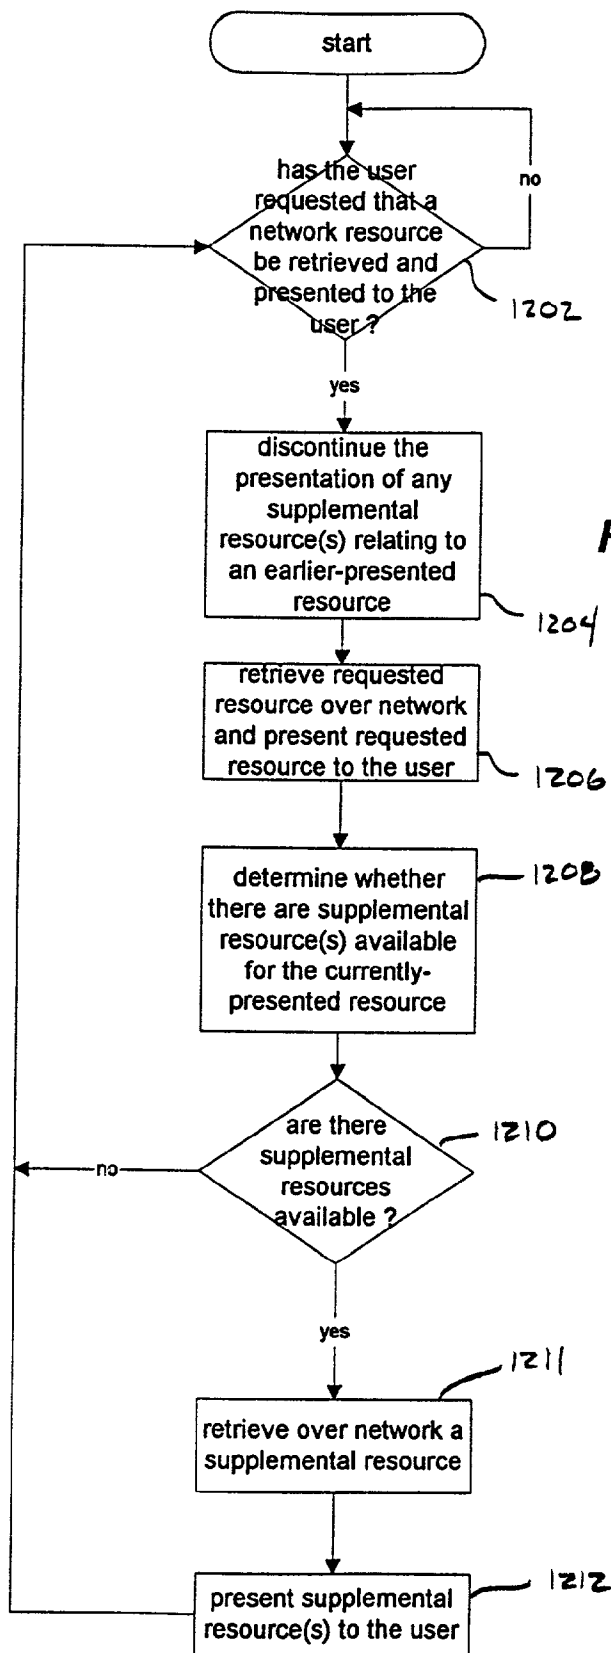 start
has the user
requested that a
network resource
be retrieved and
presented to the
user ?
no
1202
yes
discontinue the
presentation of any
supplemental
resource(s) relating to
an earlier-presented
resource
1204
retrieve requested
resource over network
and present requested
resource to the user
1206
determine whether
there are supplemental
resource(s) available
for the currently-
presented resource
1208
are there
supplemental
resources
available ?
1210
no
yes
1211
retrieve over network a
supplemental resource
present supplemental
resource(s) to the user
1212